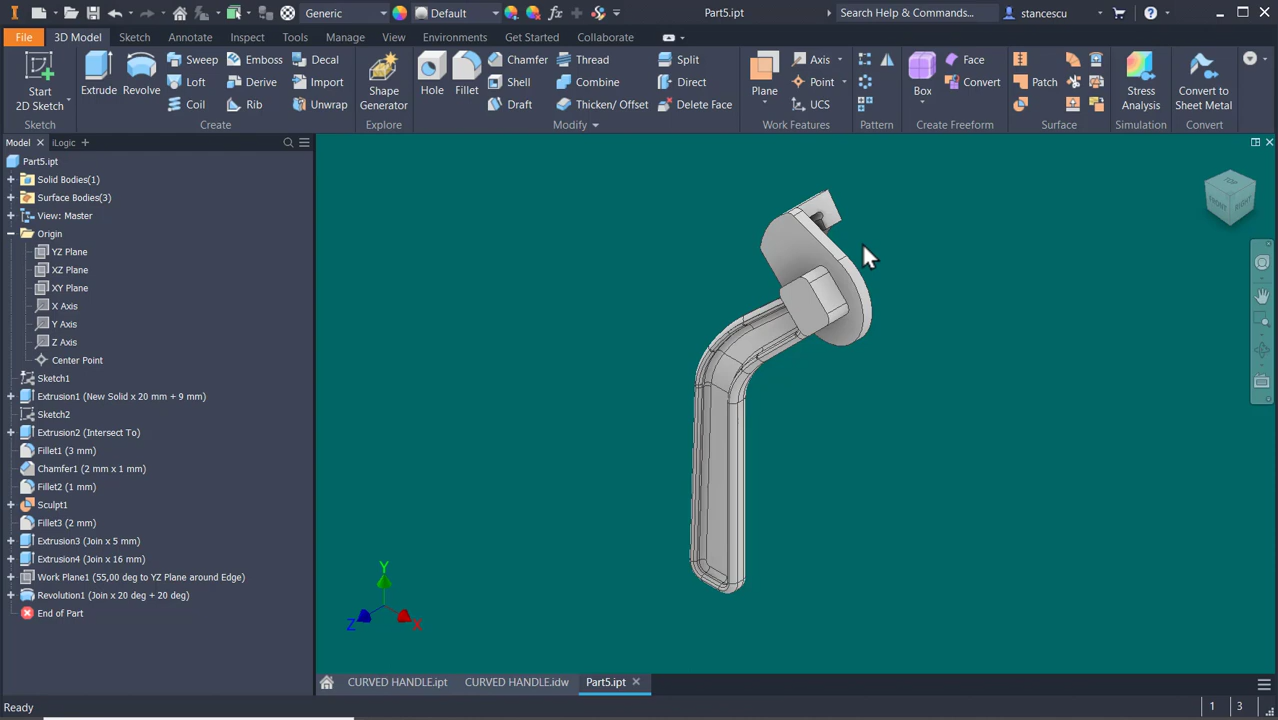 Generic
Default
Part5.ipt
Search Help & Commands...
stancescu
File
3D Model
Sketch
Annotate
Inspect
Tools
Manage
View
Environments
Get Started
Collaborate
Start
2D Sketch
Sketch
Extrude
Revolve
Sweep
Loft
Coil
Emboss
Derive
Rib
Decal
Import
Unwrap
Create
Shape
Generator
Explore
Hole
Fillet
Chamfer
Shell
Draft
Thread
Combine
Thicken/ Offset
Split
Direct
Delete Face
Modify
Plane
Axis
Point
UCS
Work Features
Pattern
Box
Face
Convert
Create Freeform
Patch
Surface
Stress
Analysis
Simulation
Convert to
Sheet Metal
Convert
Model
iLogic
Part5.ipt
Solid Bodies(1)
Surface Bodies(3)
View: Master
Origin
YZ Plane
XZ Plane
XY Plane
X Axis
Y Axis
Z Axis
Center Point
Sketch1
Extrusion1 (New Solid x 20 mm + 9 mm)
Sketch2
Extrusion2 (Intersect To)
Fillet1 (3 mm)
Chamfer1 (2 mm x 1 mm)
Fillet2 (1 mm)
Sculpt1
Fillet3 (2 mm)
Extrusion3 (Join x 5 mm)
Extrusion4 (Join x 16 mm)
Work Plane1 (55,00 deg to YZ Plane around Edge)
Revolution1 (Join x 20 deg + 20 deg)
End of Part
TOP
FRONT
RIGHT
Y
Z
X
CURVED HANDLE.ipt
CURVED HANDLE.idw
Part5.ipt
Ready
1
3